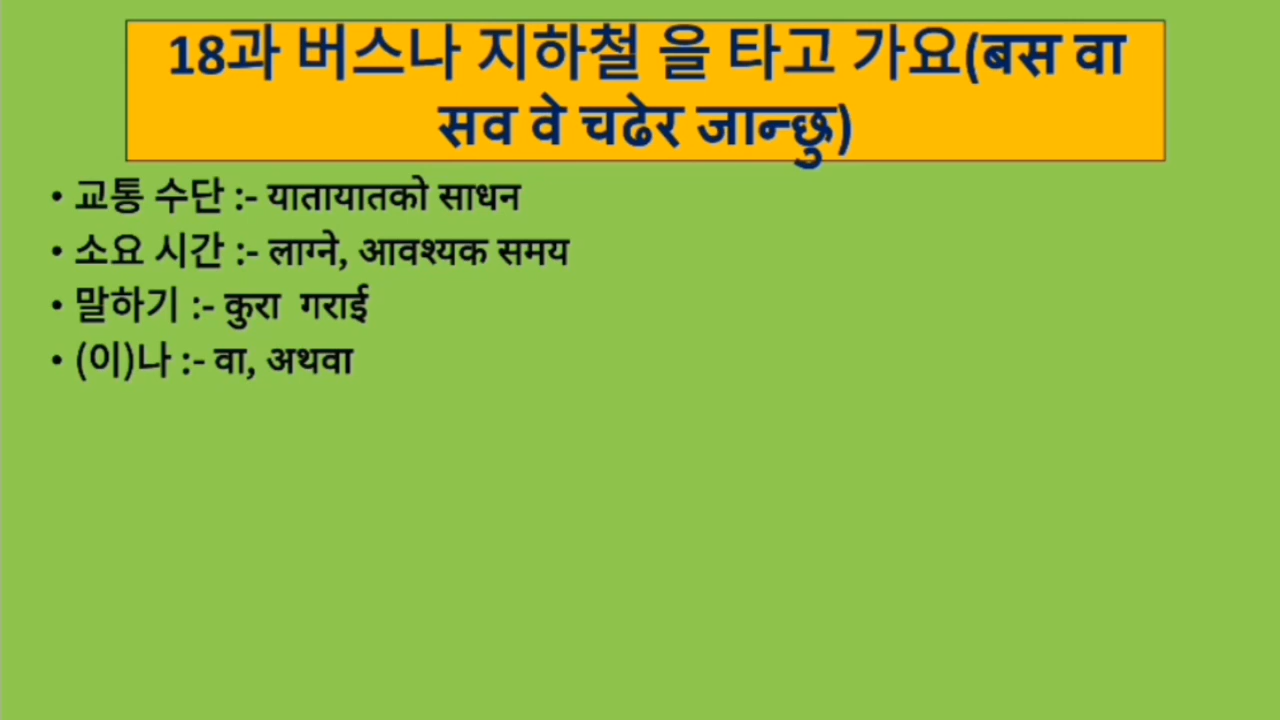 18과 버스나 지하철 을 타고 가요(बस वा
सव वे चढेर जान्छु)
• 교통 수단 :- यातायातको साधन
• 소요 시간 :- लाग्ने, आवश्यक समय
• 말하기 :- कुरा गराई
• (이)나 :- वा, अथवा